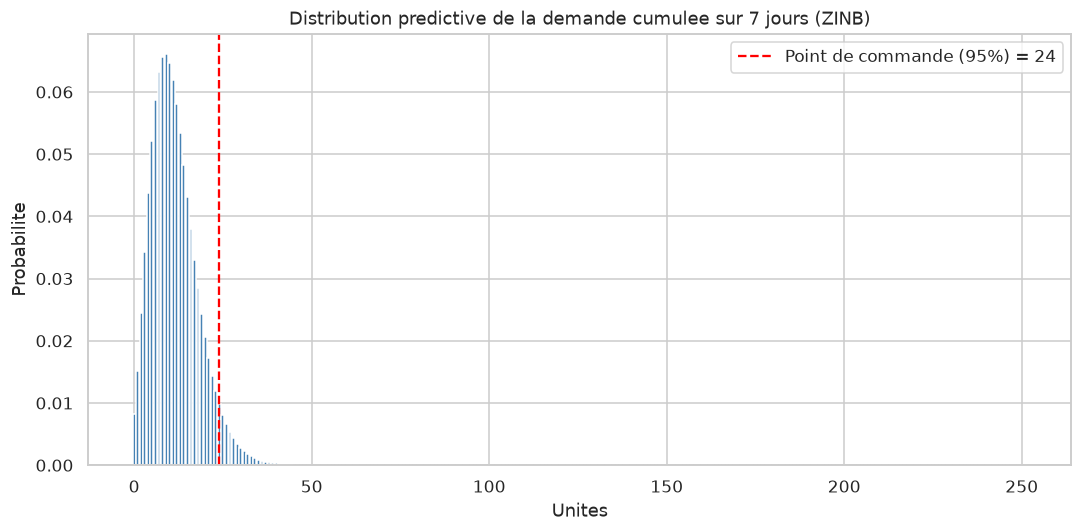 Distribution predictive de la demande cumulee sur 7 jours (ZINB)
Point de commande (95%) = 24
0.06
0.05
0.04
0.03
0.02
0.01
0.00
Probabilite
0 50 100 150 200 250
Unites